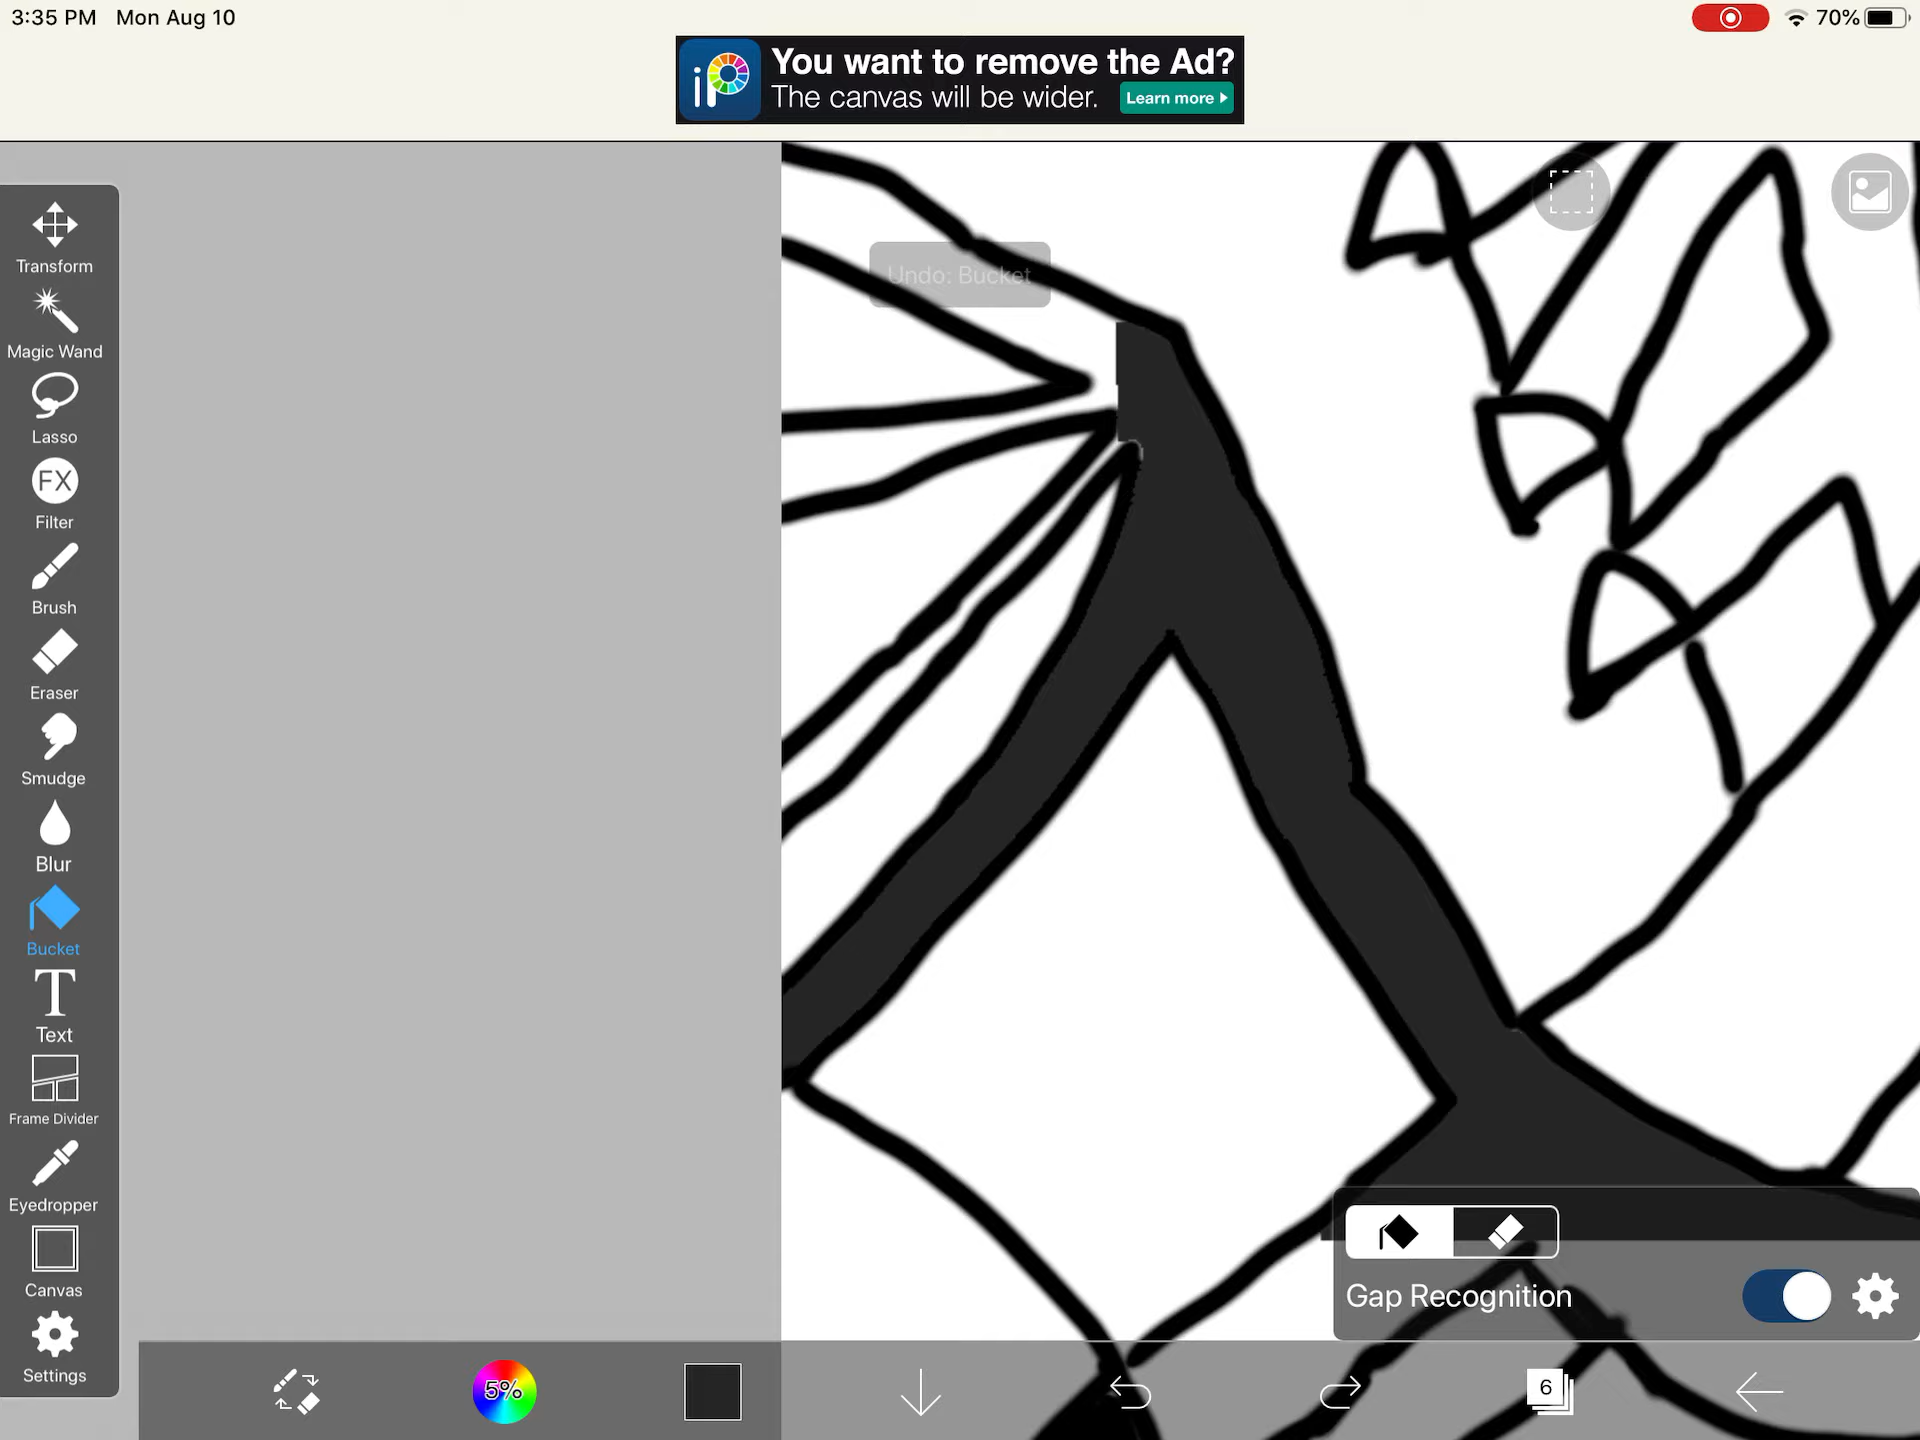 3:35 PM Mon Aug 10
70%
iP
You want to remove the Ad?
The canvas will be wider.
Learn more
Undo: Bucket
Transform
Magic Wand
Lasso
FX
Filter
Brush
Eraser
Smudge
Blur
Bucket
T
Text
Frame Divider
Eyedropper
Canvas
Settings
Gap Recognition
5%
6